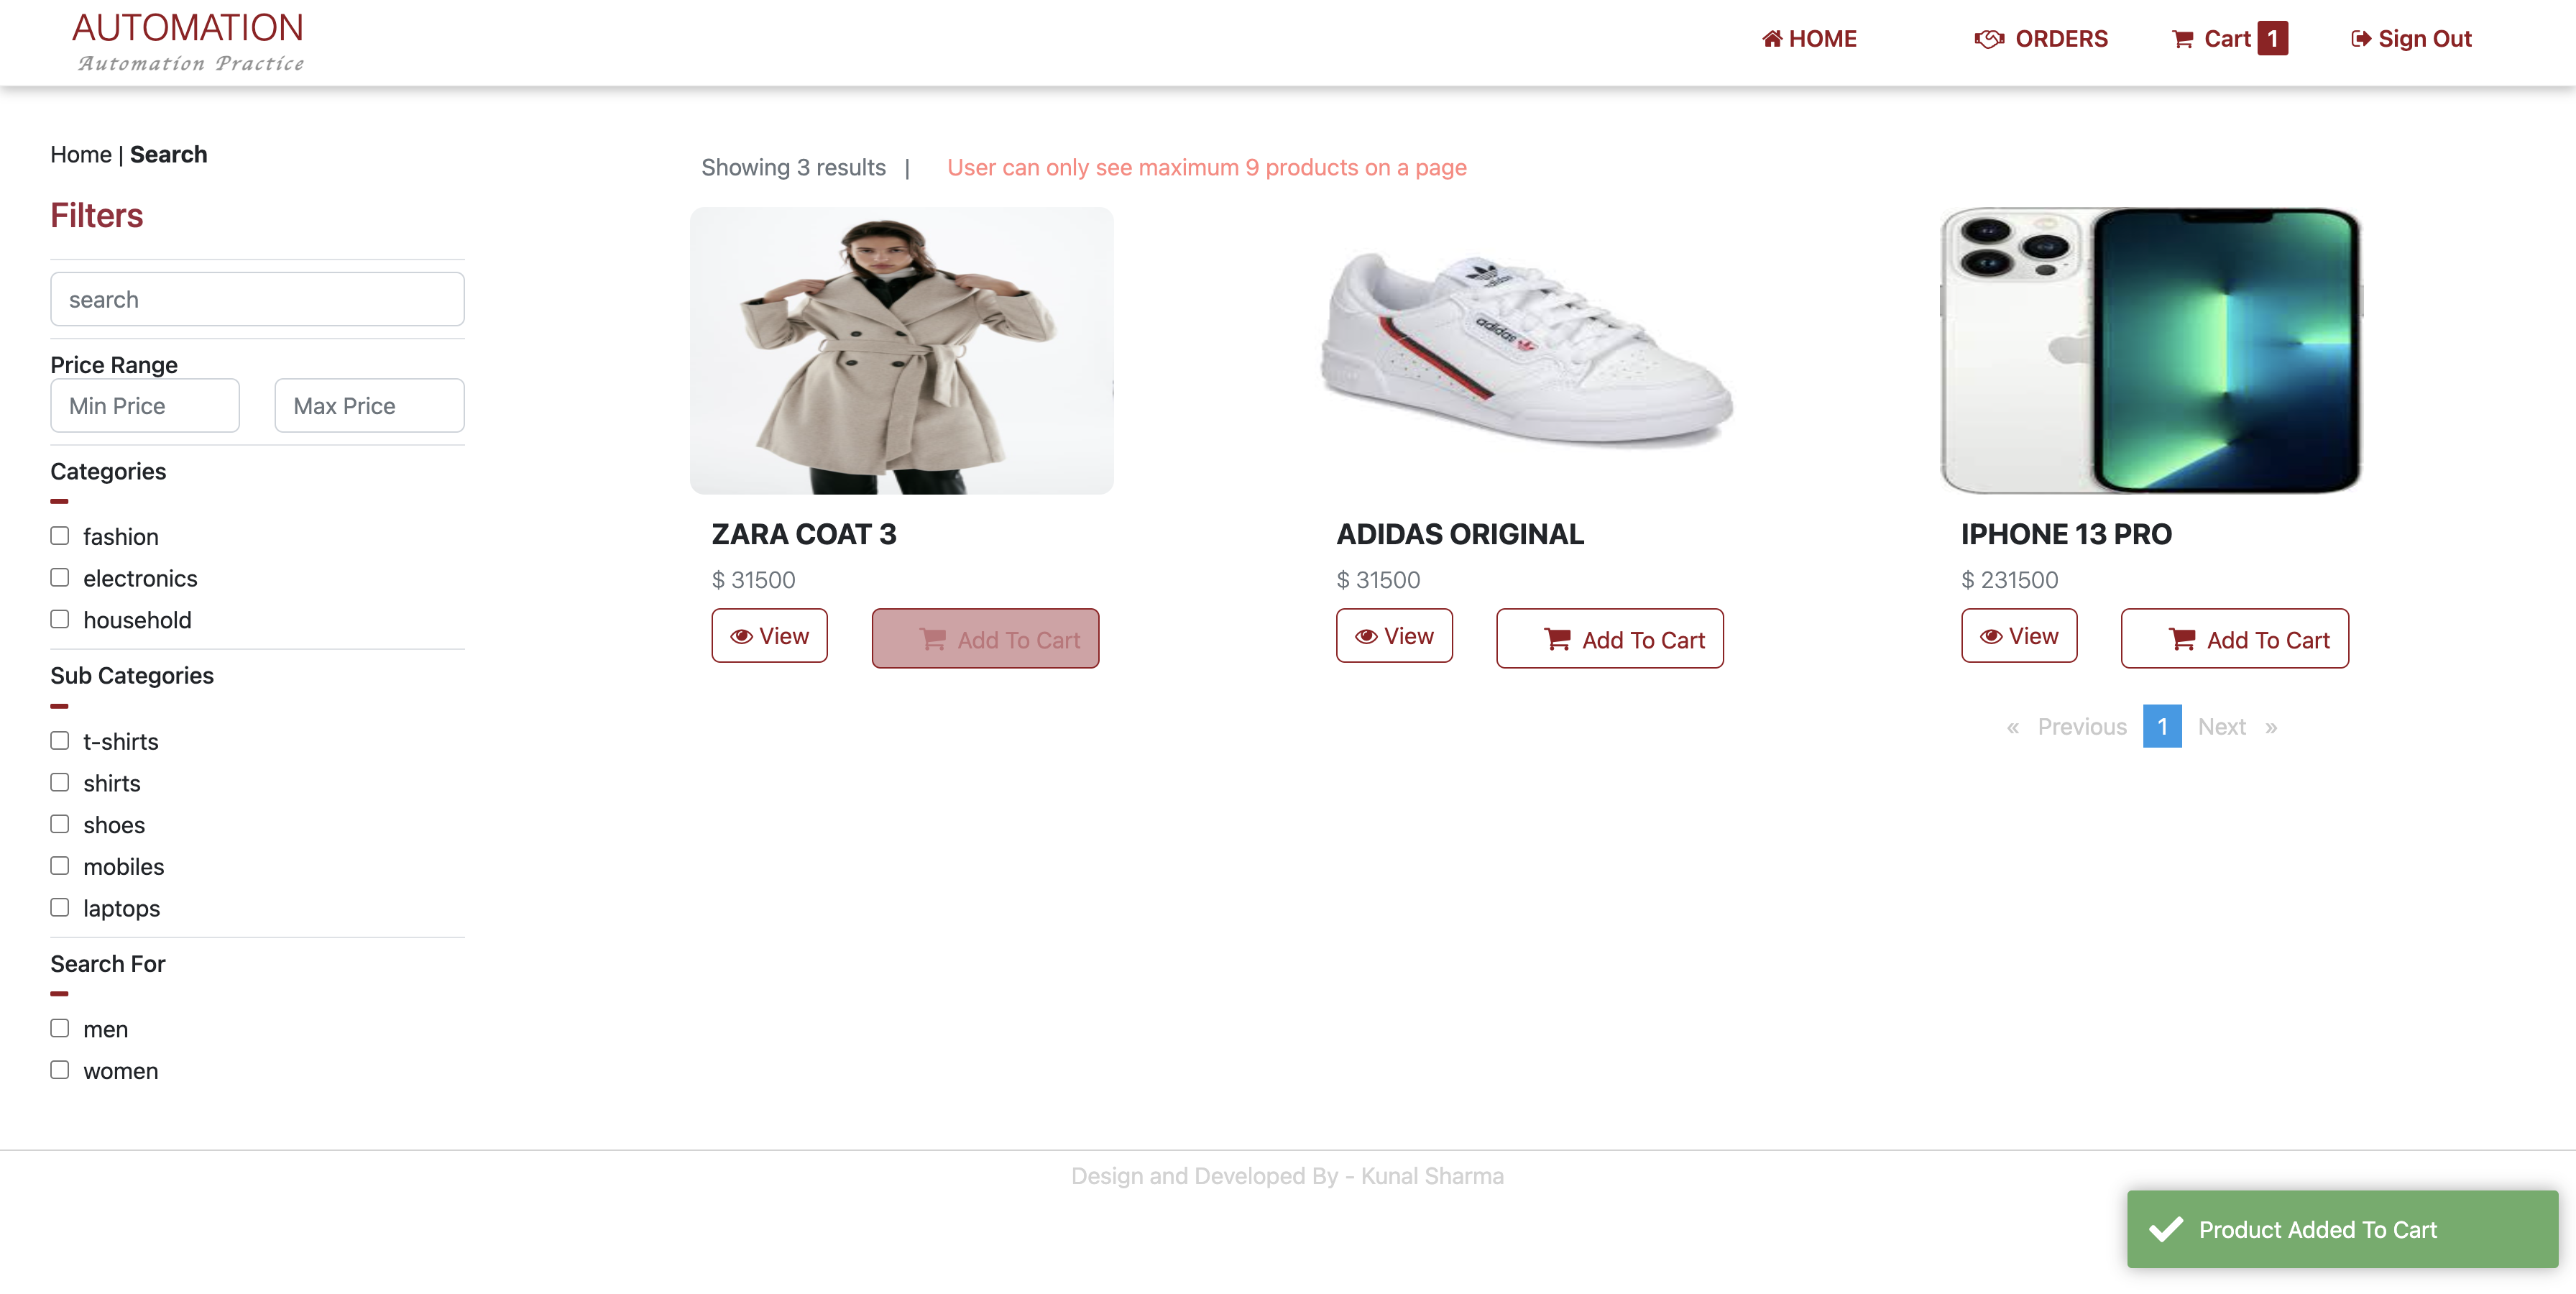 AUTOMATION
Automation Practice
HOME
ORDERS
Cart 1
Sign Out
Home | Search
Filters
search
Price Range
Min Price
Max Price
Categories
fashion
electronics
household
Sub Categories
t-shirts
shirts
shoes
mobiles
laptops
Search For
men
women
Showing 3 results |
User can only see maximum 9 products on a page
ZARA COAT 3
$ 31500
View
Add To Cart
adidas
adidas
ADIDAS ORIGINAL
$ 31500
View
Add To Cart
IPHONE 13 PRO
$ 231500
View
Add To Cart
« Previous 1 Next »
Design and Developed By - Kunal Sharma
Product Added To Cart